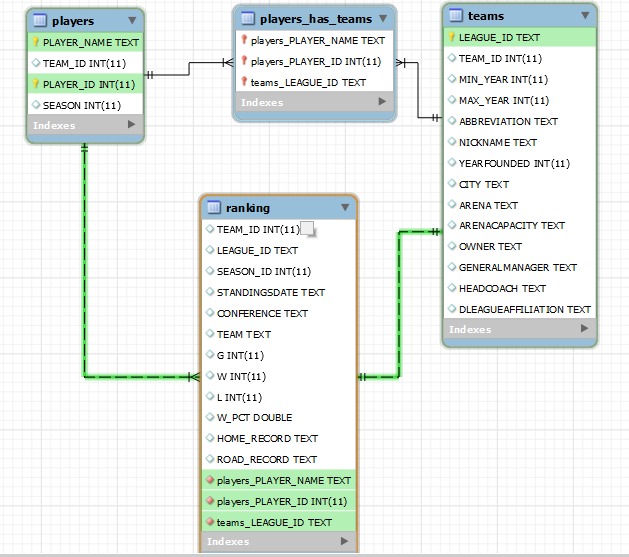 players
PLAYER_NAME TEXT
TEAM_ID INT(11)
PLAYER_ID INT(11)
SEASON INT(11)
Indexes
players_has_teams
players_PLAYER_NAME TEXT
players_PLAYER_ID INT(11)
teams_LEAGUE_ID TEXT
Indexes
teams
LEAGUE_ID TEXT
TEAM_ID INT(11)
MIN_YEAR INT(11)
MAX_YEAR INT(11)
ABBREVIATION TEXT
NICKNAME TEXT
YEARFOUNDED INT(11)
CITY TEXT
ARENA TEXT
ARENACAPACITY TEXT
OWNER TEXT
GENERALMANAGER TEXT
HEADCOACH TEXT
DLEAGUEAFFILIATION TEXT
Indexes
ranking
TEAM_ID INT(11)
LEAGUE_ID TEXT
SEASON_ID INT(11)
STANDINGSDATE TEXT
CONFERENCE TEXT
TEAM TEXT
G INT(11)
W INT(11)
L INT(11)
W_PCT DOUBLE
HOME_RECORD TEXT
ROAD_RECORD TEXT
players_PLAYER_NAME TEXT
players_PLAYER_ID INT(11)
teams_LEAGUE_ID TEXT
Indexes